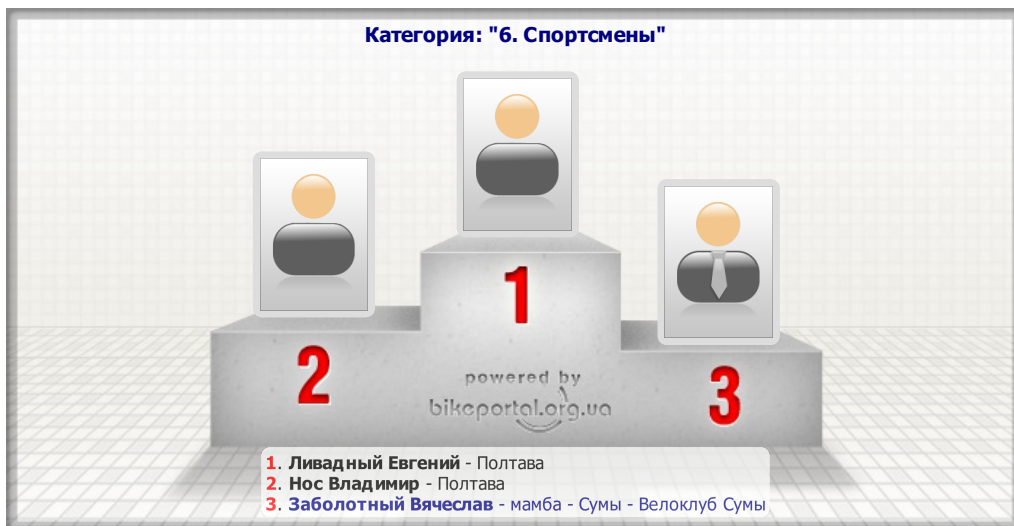 Категория: "6. Спортсмены"
1
2
3
powered by
bikeportal.org.ua
1. Ливадный Евгений - Полтава
2. Нос Владимир - Полтава
3. Заболотный Вячеслав - мамба - Сумы - Велоклуб Сумы